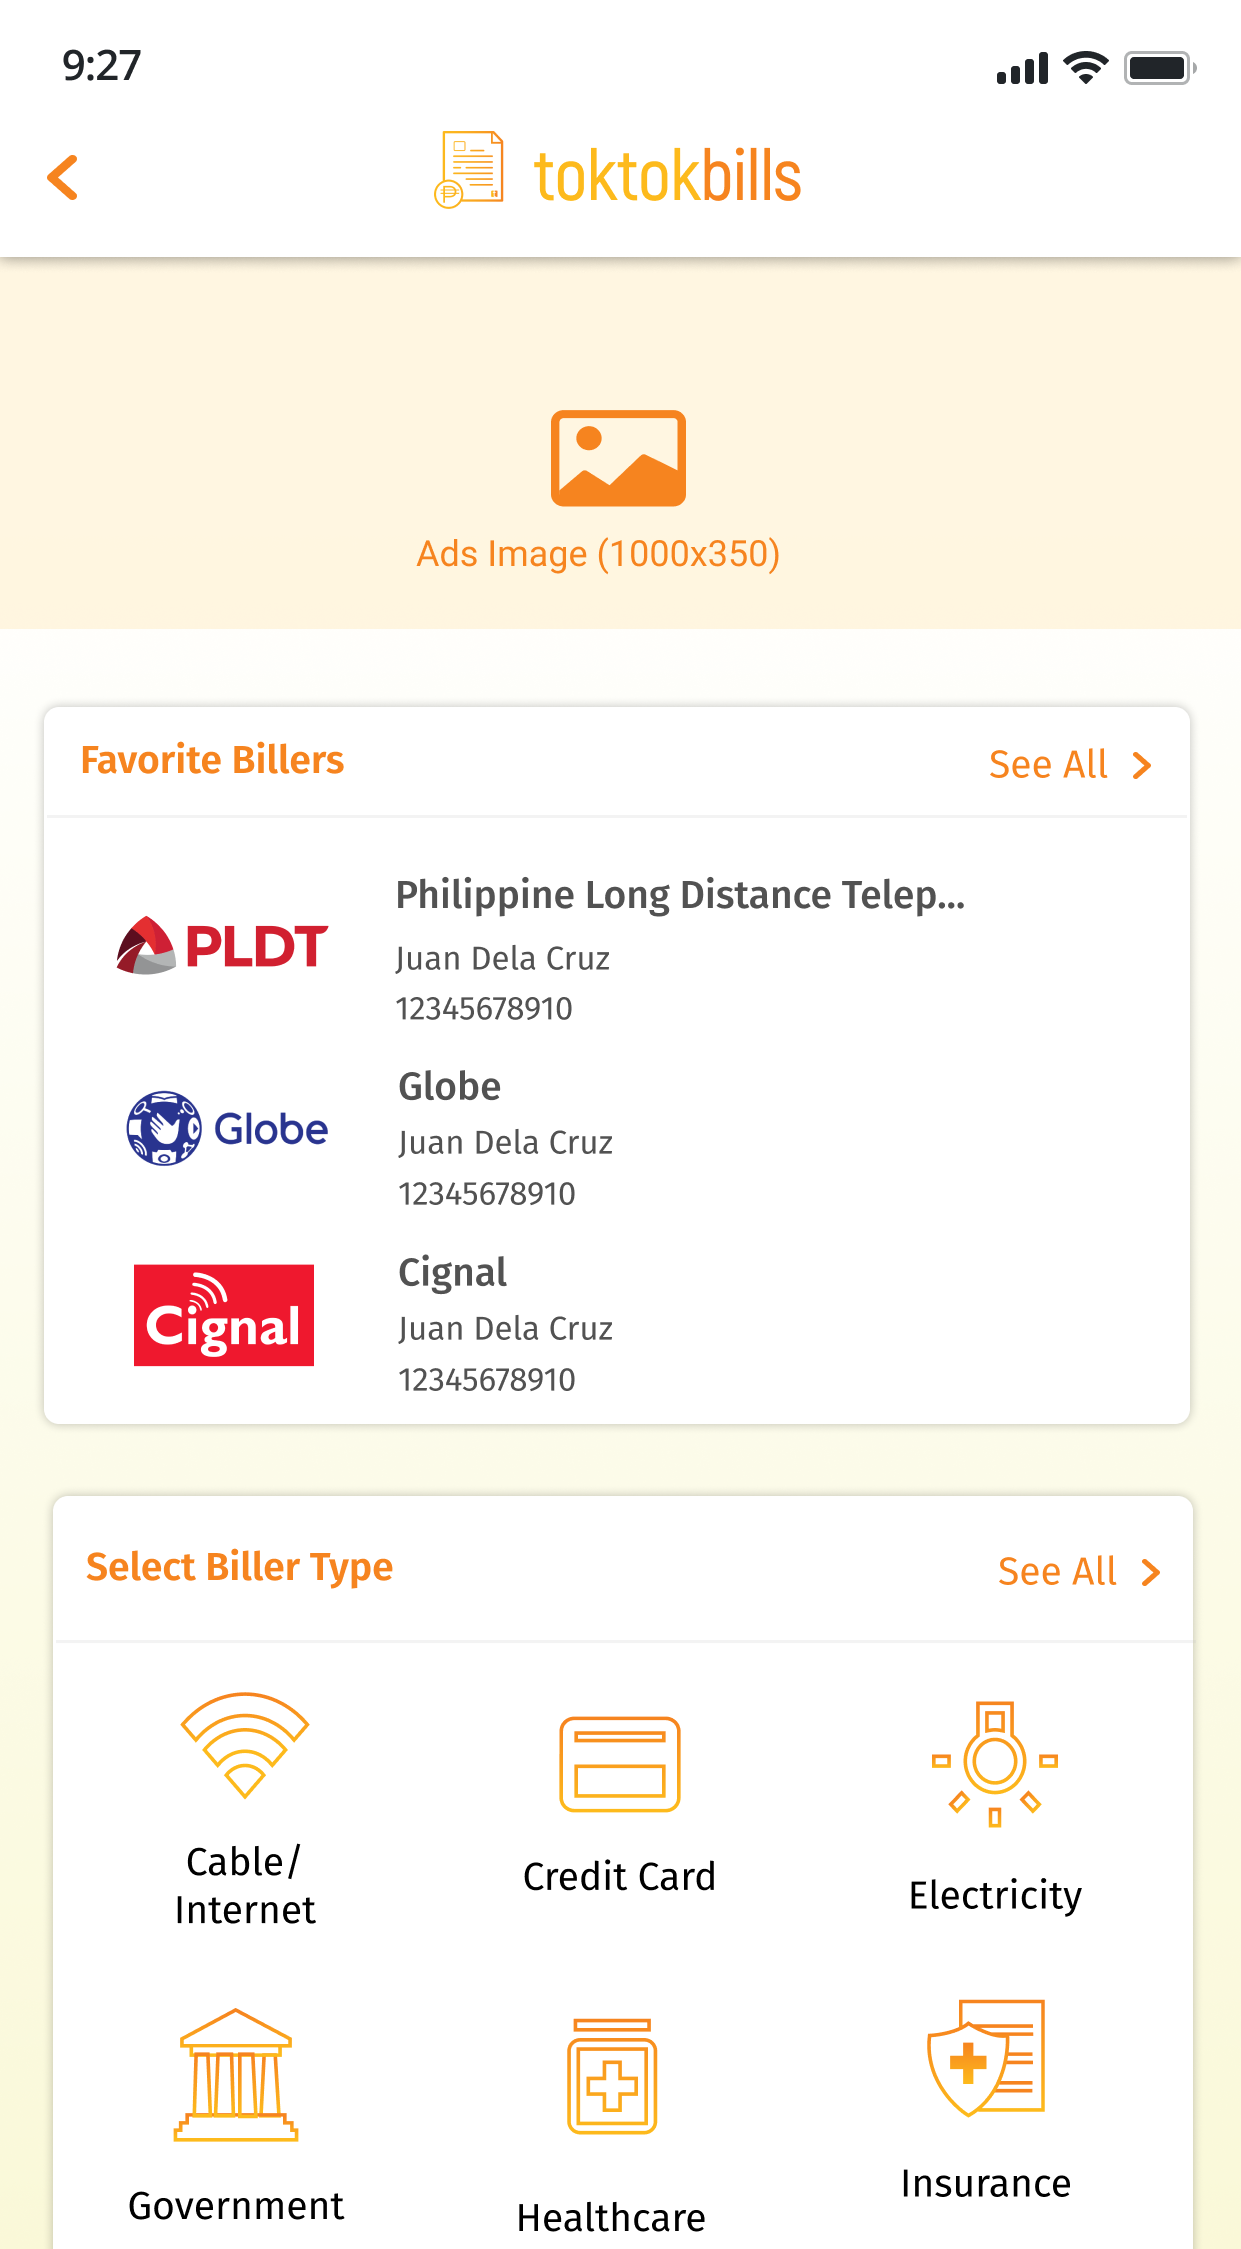 9:27
toktokbills
Ads Image (1000x350)
Favorite Billers
See All
PLDT
Philippine Long Distance Telep...
Juan Dela Cruz
12345678910
Globe
Globe
Juan Dela Cruz
12345678910
Cignal
Cignal
Juan Dela Cruz
12345678910
Select Biller Type
See All
Cable/
Internet
Credit Card
Electricity
Government
Healthcare
Insurance